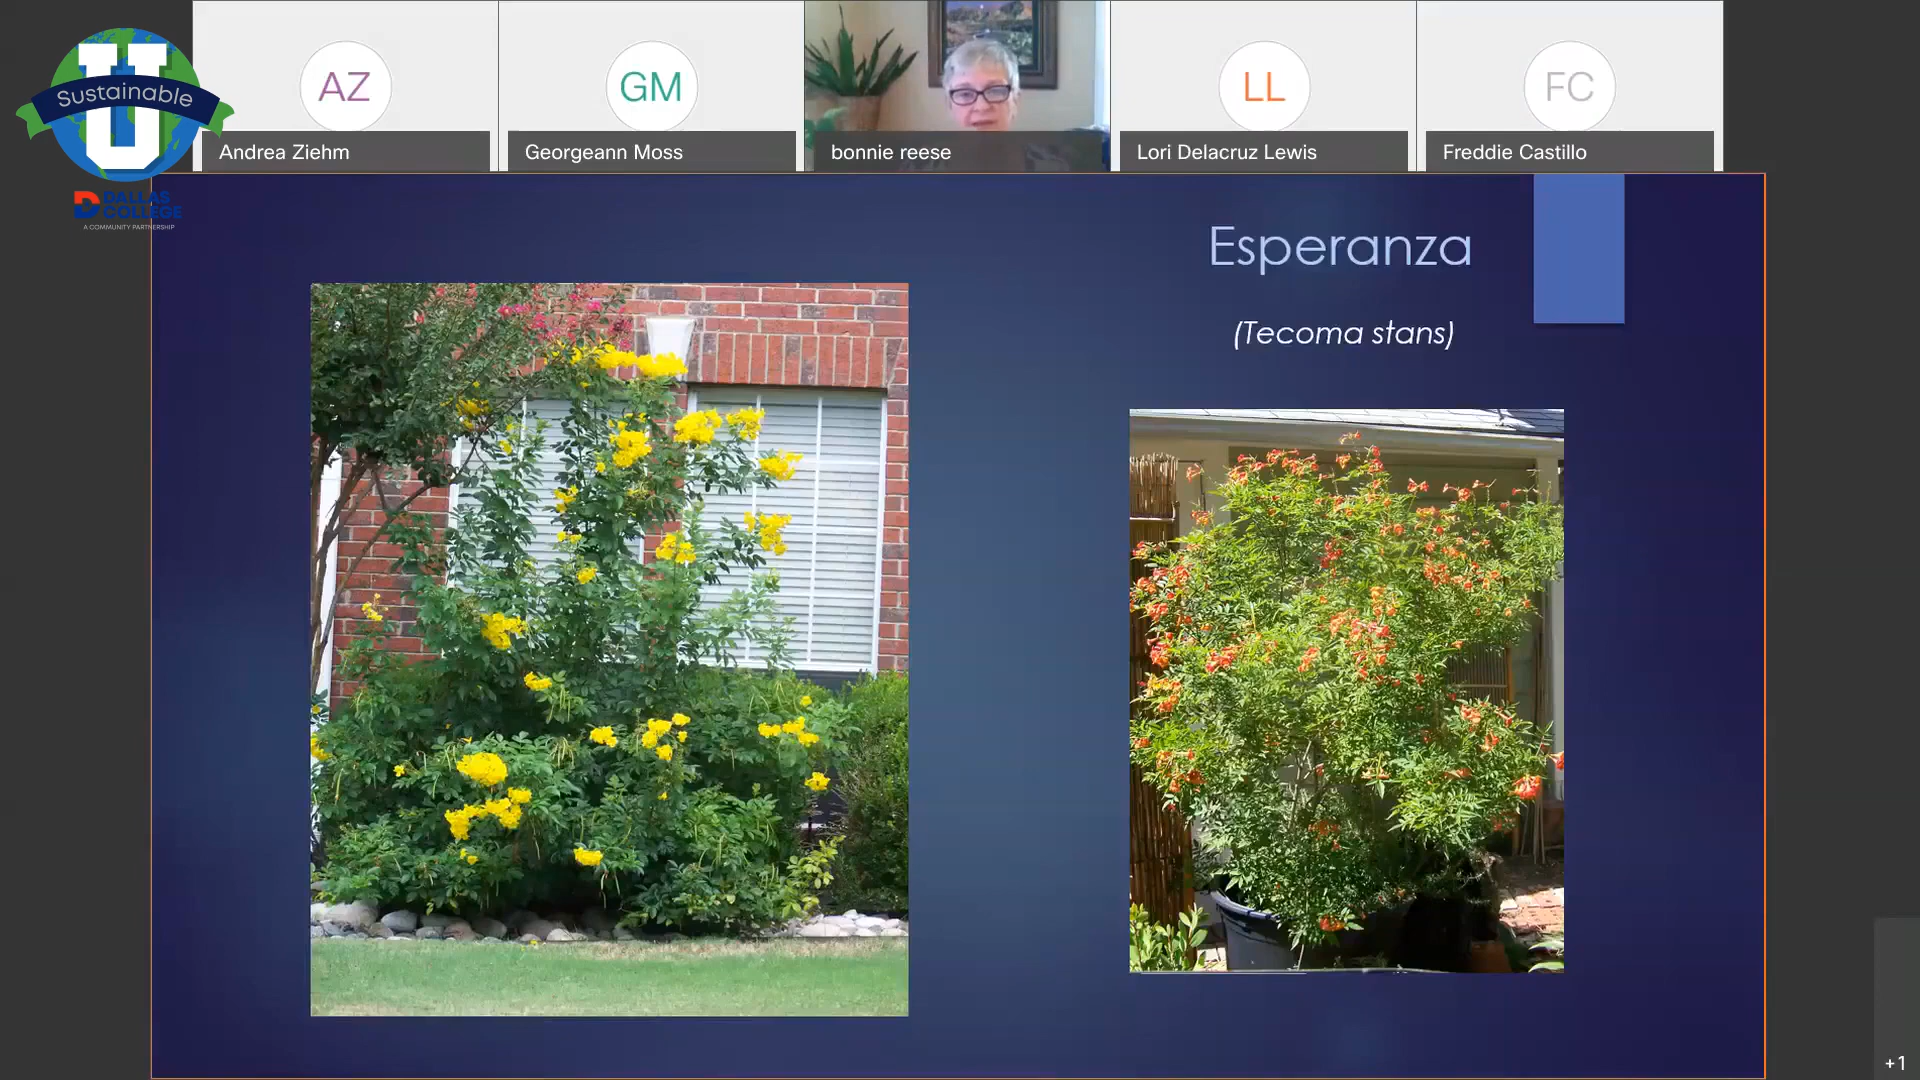 U
Sustainable
DALLAS
COLLEGE
A COMMUNITY PARTNERSHIP
AZ
Andrea Ziehm
GM
Georgeann Moss
bonnie reese
LL
Lori Delacruz Lewis
FC
Freddie Castillo
Esperanza
(Tecoma stans)
+1